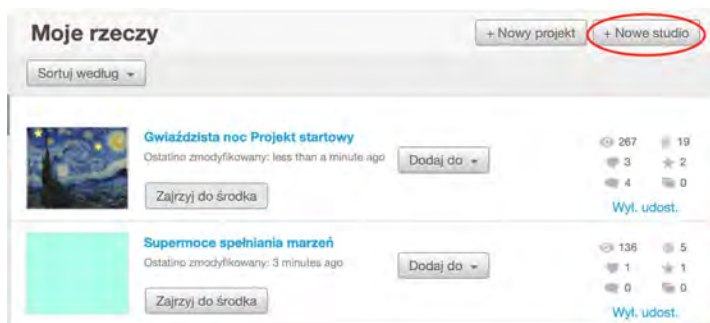 Moje rzeczy
+ Nowy projekt
+ Nowe studio
Sortuj według
Gwiaździsta noc Projekt startowy
Ostatino zmodyfikowany: less than a minute ago
Dodaj do
Zajrzyj do środka
267
19
3
2
4
0
Wył. udost.
Supermoce spełniania marzeń
Ostatino zmodyfikowany: 3 minutes ago
Dodaj do
Zajrzyj do środka
136
5
1
1
0
0
Wył. udost.